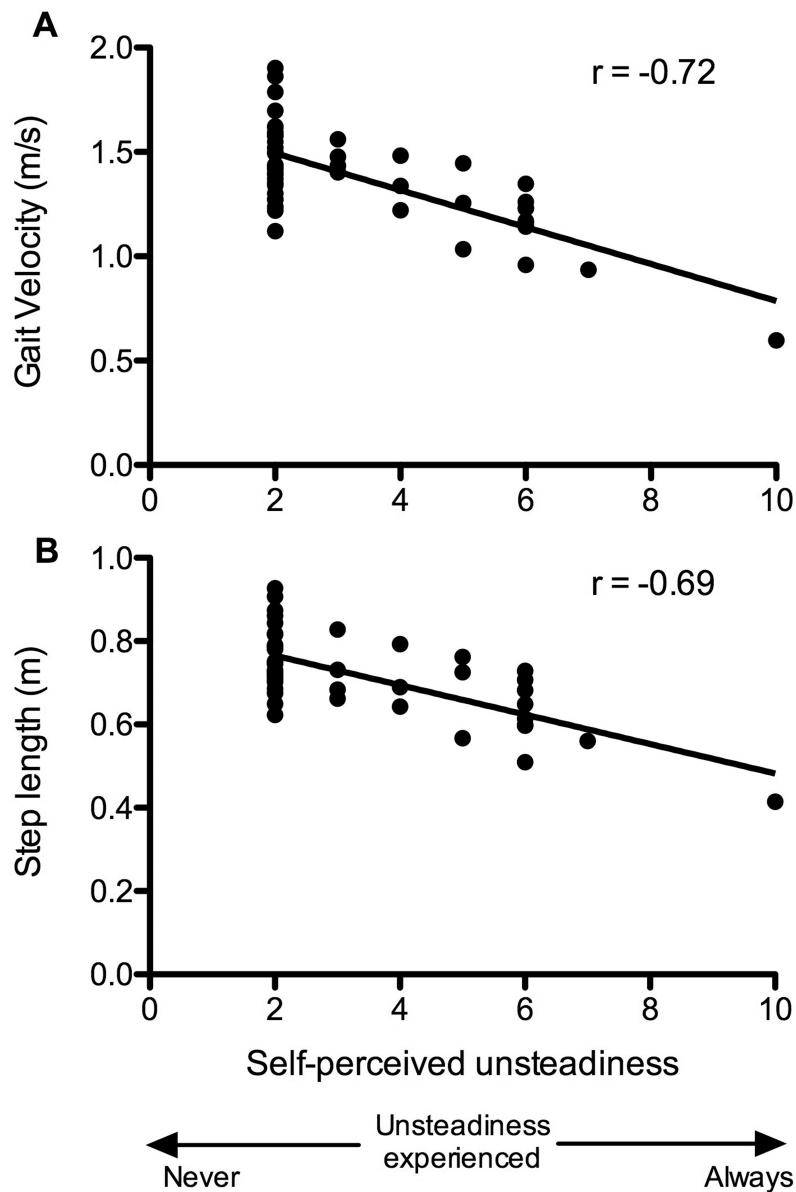 A
2.0
r = -0.72
1.5
Gait Velocity (m/s)
1.0
0.5
0.0
0 2 4 6 8 10
B
1.0
r = -0.69
0.8
Step length (m)
0.6
0.4
0.2
0.0
0 2 4 6 8 10
Self-perceived unsteadiness
Unsteadiness
experienced
Never Always